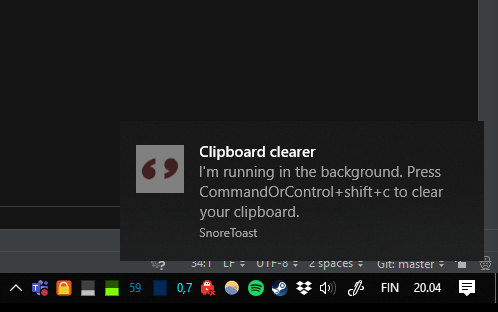 Clipboard clearer
I'm running in the background. Press
CommandOrControl+shift+c to clear
your clipboard.
SnoreToast
34:1 LF UTF-8 2 spaces Git: master
59 0,7 FIN 20.04